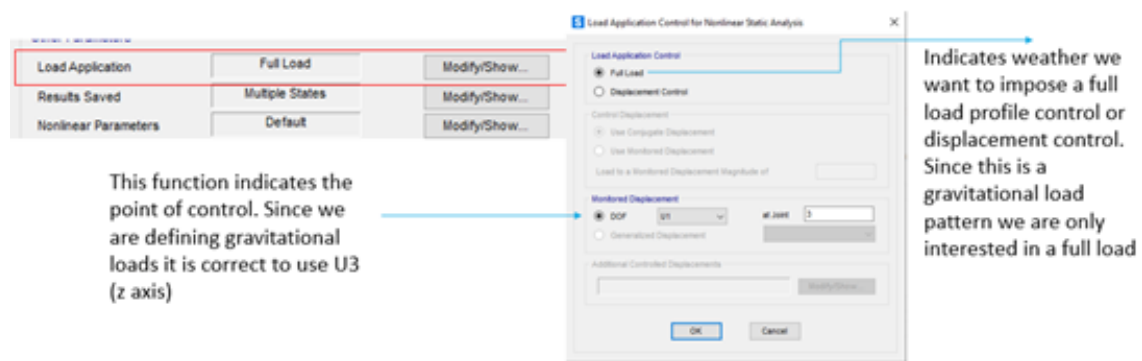 Load Application Control for Nonlinear Static Analysis
Other Parameters
Load Application Full Load Modify/Show...
Results Saved Multiple States Modify/Show...
Nonlinear Parameters Default Modify/Show...
This function indicates the
point of control. Since we
are defining gravitational
loads it is correct to use U3
(z axis)
Load Application Control
Full Load
Displacement Control
Control Displacement
Use Conjugate Displacement
Use Monitored Displacement
Load to a Monitored Displacement Magnitude of
Monitored Displacement
DOF U1 at Joint 3
Generalized Displacement
Additional Controlled Displacements
Modify/Show...
OK Cancel
Indicates weather we
want to impose a full
load profile control or
displacement control.
Since this is a
gravitational load
pattern we are only
interested in a full load